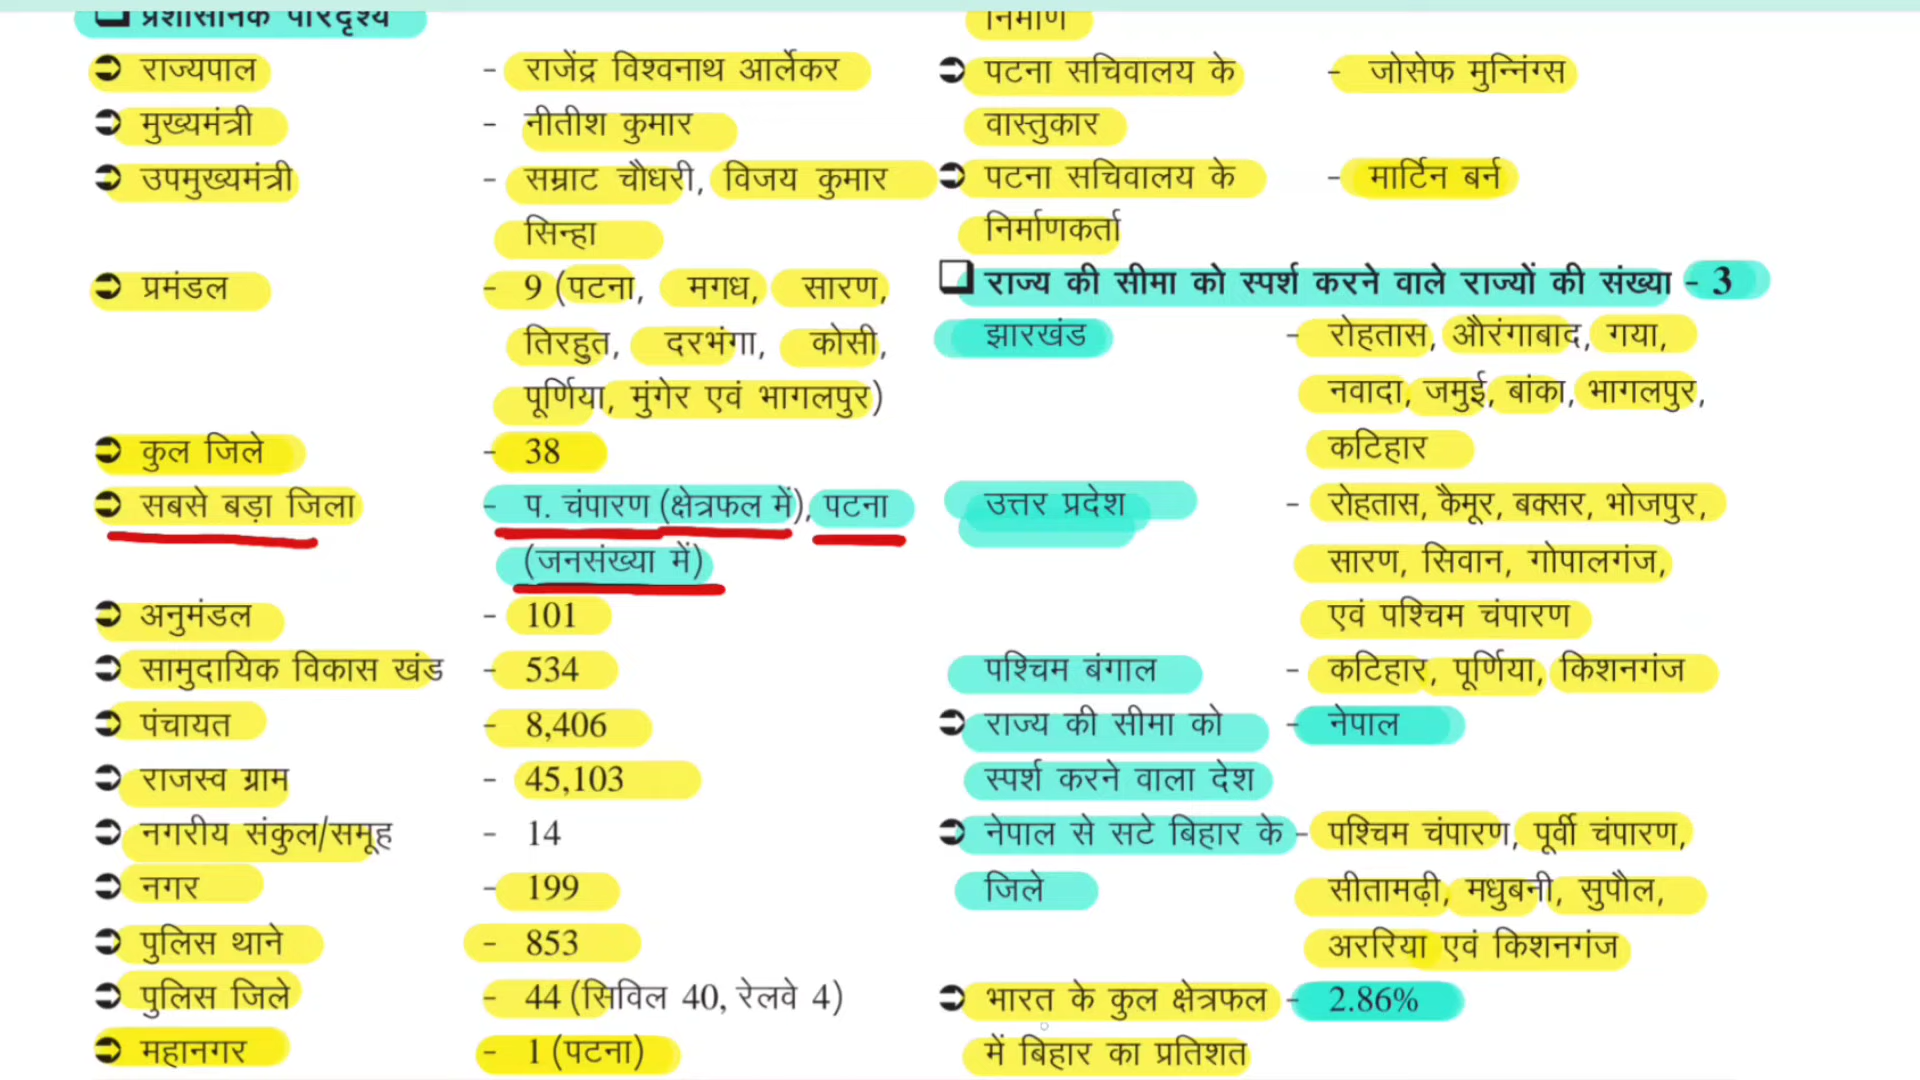 ❑ प्रशासनिक परिदृश्य
➲ राज्यपाल - राजेंद्र विश्वनाथ आर्लेकर
➲ मुख्यमंत्री - नीतीश कुमार
➲ उपमुख्यमंत्री - सम्राट चौधरी, विजय कुमार
सिन्हा
➲ प्रमंडल - 9 (पटना, मगध, सारण,
तिरहुत, दरभंगा, कोसी,
पूर्णिया, मुंगेर एवं भागलपुर)
➲ कुल जिले - 38
➲ सबसे बड़ा जिला - प. चंपारण (क्षेत्रफल में), पटना
(जनसंख्या में)
➲ अनुमंडल - 101
➲ सामुदायिक विकास खंड - 534
➲ पंचायत - 8,406
➲ राजस्व ग्राम - 45,103
➲ नगरीय संकुल/समूह - 14
➲ नगर - 199
➲ पुलिस थाने - 853
➲ पुलिस जिले - 44 (सिविल 40, रेलवे 4)
➲ महानगर - 1 (पटना)
निर्माण
➲ पटना सचिवालय के - जोसेफ मुन्निंग्स
वास्तुकार
➲ पटना सचिवालय के - मार्टिन बर्न
निर्माणकर्ता
❑ राज्य की सीमा को स्पर्श करने वाले राज्यों की संख्या - 3
झारखंड - रोहतास, औरंगाबाद, गया,
नवादा, जमुई, बांका, भागलपुर,
कटिहार
उत्तर प्रदेश - रोहतास, कैमूर, बक्सर, भोजपुर,
सारण, सिवान, गोपालगंज,
एवं पश्चिम चंपारण
पश्चिम बंगाल - कटिहार, पूर्णिया, किशनगंज
➲ राज्य की सीमा को - नेपाल
स्पर्श करने वाला देश
➲ नेपाल से सटे बिहार के - पश्चिम चंपारण, पूर्वी चंपारण,
जिले सीतामढ़ी, मधुबनी, सुपौल,
अररिया एवं किशनगंज
➲ भारत के कुल क्षेत्रफल - 2.86%
में बिहार का प्रतिशत